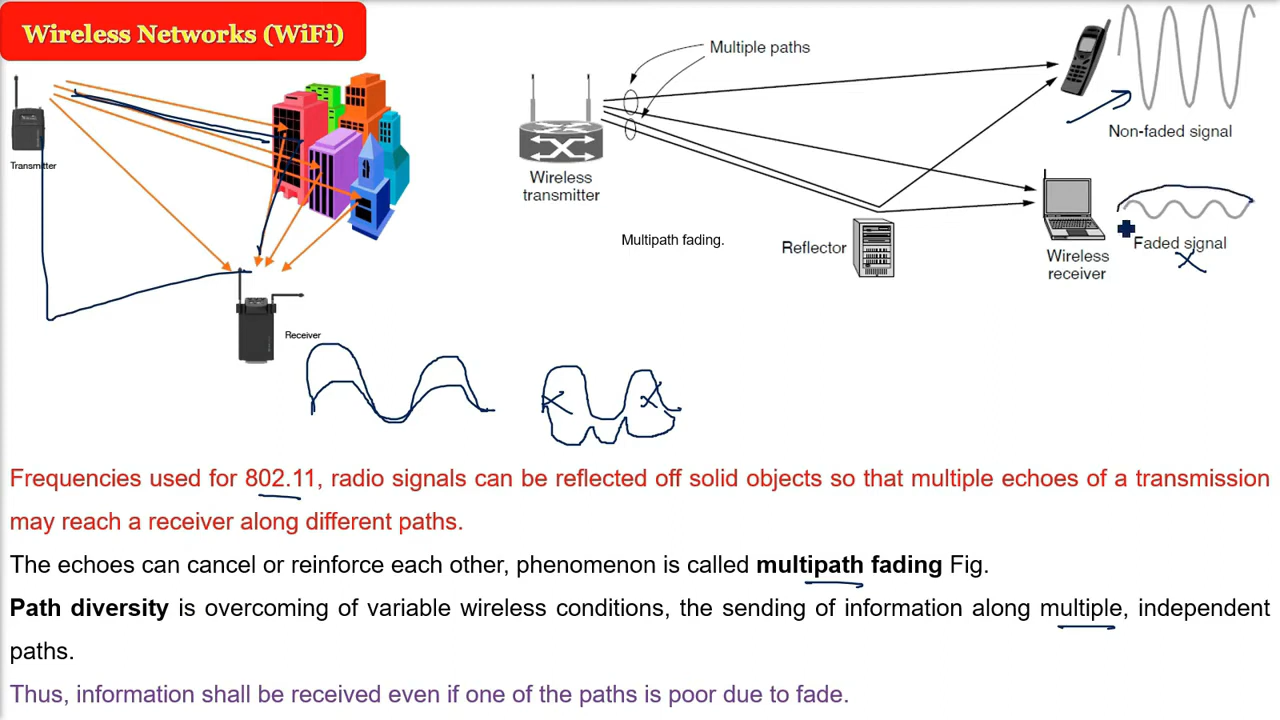 Wireless Networks (WiFi)
Transmitter
Receiver
Multiple paths
Wireless
transmitter
Multipath fading.
Reflector
Non-faded signal
Faded signal
Wireless
receiver
Frequencies used for 802.11, radio signals can be reflected off solid objects so that multiple echoes of a transmission
may reach a receiver along different paths.
The echoes can cancel or reinforce each other, phenomenon is called multipath fading Fig.
Path diversity is overcoming of variable wireless conditions, the sending of information along multiple, independent
paths.
Thus, information shall be received even if one of the paths is poor due to fade.